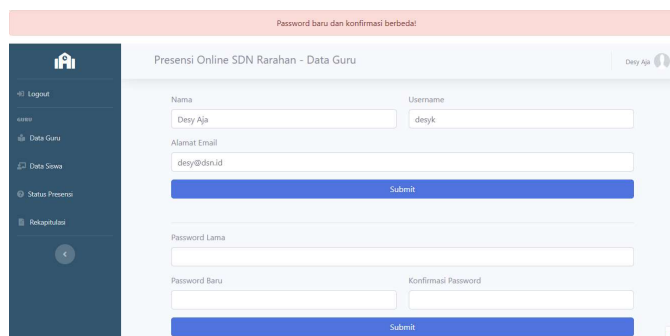 Password baru dan konfirmasi berbeda!
Presensi Online SDN Rarahan - Data Guru
Desy Aja
Logout
GURU
Data Guru
Data Siswa
Status Presensi
Rekapitulasi
Nama
Username
Desy Aja
desyk
Alamat Email
desy@dsn.id
Submit
Password Lama
Password Baru
Konfirmasi Password
Submit